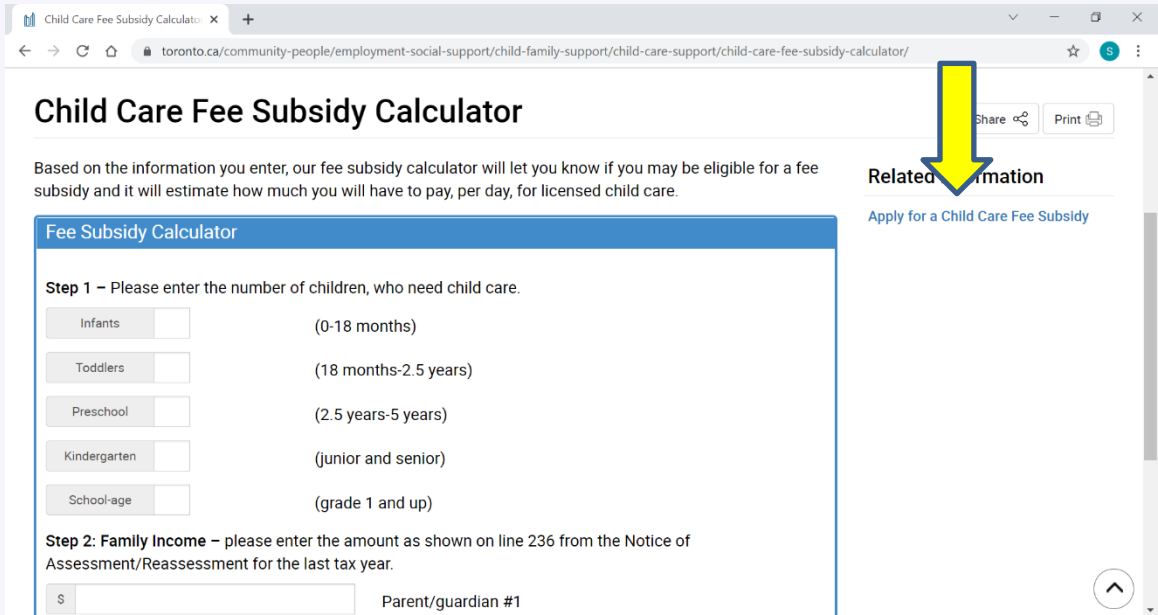 Child Care Fee Subsidy Calculato
toronto.ca/community-people/employment-social-support/child-family-support/child-care-support/child-care-fee-subsidy-calculator/
S
Child Care Fee Subsidy Calculator
Share
Print
Based on the information you enter, our fee subsidy calculator will let you know if you may be eligible for a fee
subsidy and it will estimate how much you will have to pay, per day, for licensed child care.
Related mation
Apply for a Child Care Fee Subsidy
Fee Subsidy Calculator
Step 1 – Please enter the number of children, who need child care.
Infants (0-18 months)
Toddlers (18 months-2.5 years)
Preschool (2.5 years-5 years)
Kindergarten (junior and senior)
School-age (grade 1 and up)
Step 2: Family Income – please enter the amount as shown on line 236 from the Notice of
Assessment/Reassessment for the last tax year.
$ Parent/guardian #1